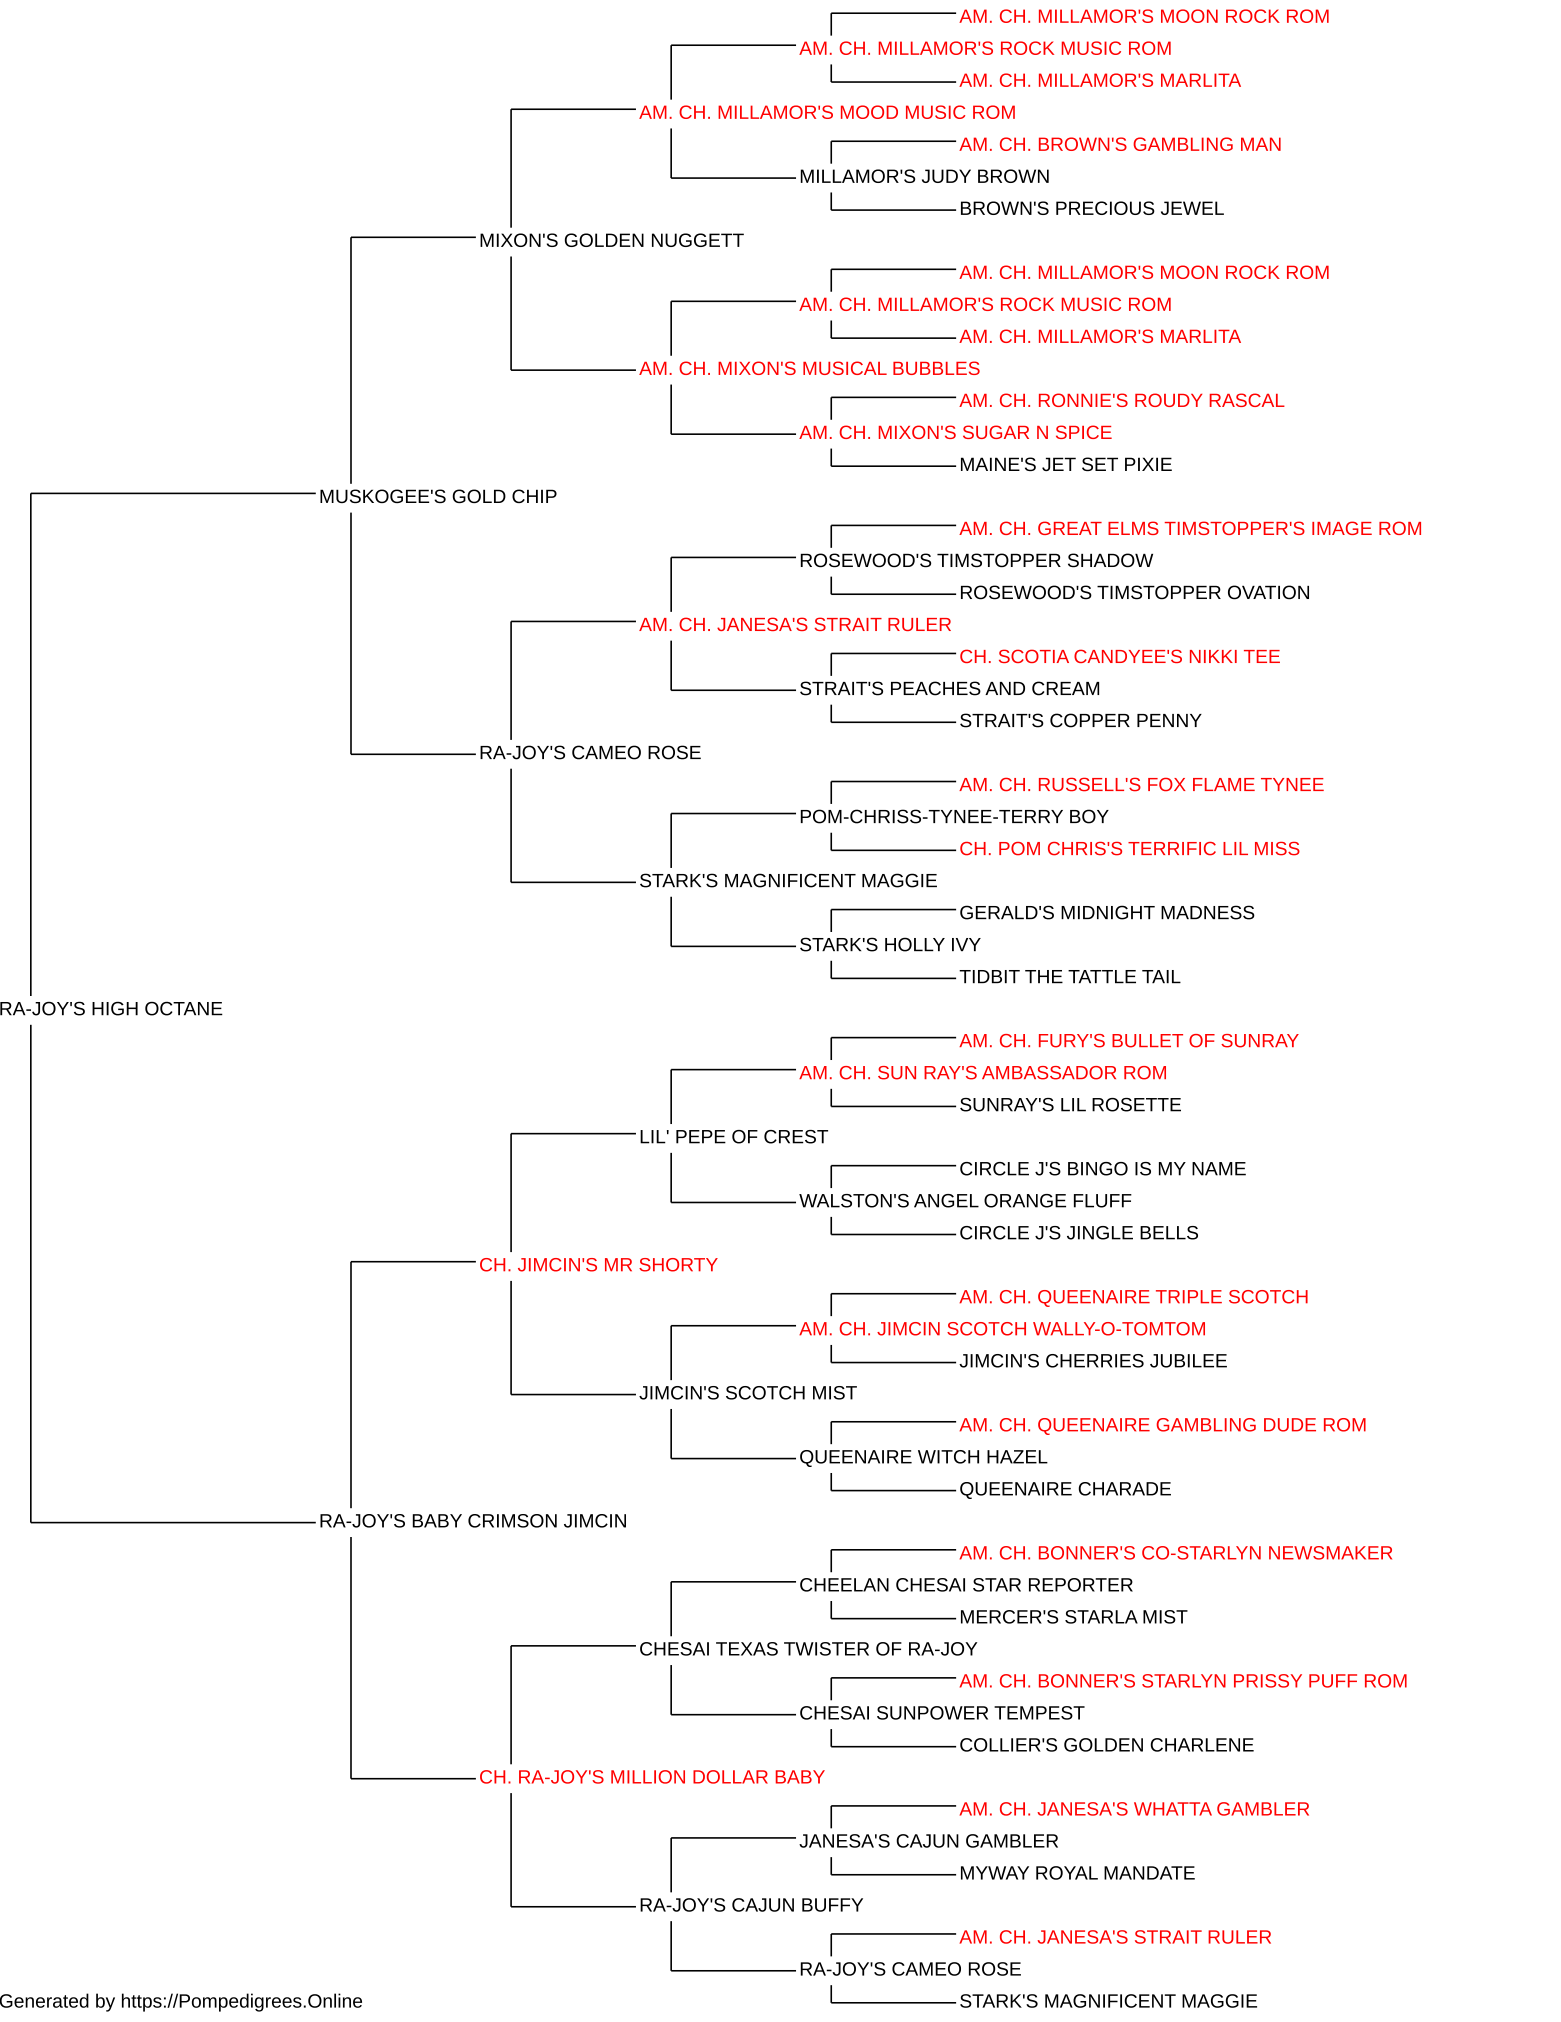 AM. CH. MILLAMOR'S MOON ROCK ROM
AM. CH. MILLAMOR'S ROCK MUSIC ROM
AM. CH. MILLAMOR'S MARLITA
AM. CH. MILLAMOR'S MOOD MUSIC ROM
AM. CH. BROWN'S GAMBLING MAN
MILLAMOR'S JUDY BROWN
BROWN'S PRECIOUS JEWEL
MIXON'S GOLDEN NUGGETT
AM. CH. MILLAMOR'S MOON ROCK ROM
AM. CH. MILLAMOR'S ROCK MUSIC ROM
AM. CH. MILLAMOR'S MARLITA
AM. CH. MIXON'S MUSICAL BUBBLES
AM. CH. RONNIE'S ROUDY RASCAL
AM. CH. MIXON'S SUGAR N SPICE
MAINE'S JET SET PIXIE
MUSKOGEE'S GOLD CHIP
AM. CH. GREAT ELMS TIMSTOPPER'S IMAGE ROM
ROSEWOOD'S TIMSTOPPER SHADOW
ROSEWOOD'S TIMSTOPPER OVATION
AM. CH. JANESA'S STRAIT RULER
CH. SCOTIA CANDYEE'S NIKKI TEE
STRAIT'S PEACHES AND CREAM
STRAIT'S COPPER PENNY
RA-JOY'S CAMEO ROSE
AM. CH. RUSSELL'S FOX FLAME TYNEE
POM-CHRISS-TYNEE-TERRY BOY
CH. POM CHRIS'S TERRIFIC LIL MISS
STARK'S MAGNIFICENT MAGGIE
GERALD'S MIDNIGHT MADNESS
STARK'S HOLLY IVY
TIDBIT THE TATTLE TAIL
RA-JOY'S HIGH OCTANE
AM. CH. FURY'S BULLET OF SUNRAY
AM. CH. SUN RAY'S AMBASSADOR ROM
SUNRAY'S LIL ROSETTE
LIL' PEPE OF CREST
CIRCLE J'S BINGO IS MY NAME
WALSTON'S ANGEL ORANGE FLUFF
CIRCLE J'S JINGLE BELLS
CH. JIMCIN'S MR SHORTY
AM. CH. QUEENAIRE TRIPLE SCOTCH
AM. CH. JIMCIN SCOTCH WALLY-O-TOMTOM
JIMCIN'S CHERRIES JUBILEE
JIMCIN'S SCOTCH MIST
AM. CH. QUEENAIRE GAMBLING DUDE ROM
QUEENAIRE WITCH HAZEL
QUEENAIRE CHARADE
RA-JOY'S BABY CRIMSON JIMCIN
AM. CH. BONNER'S CO-STARLYN NEWSMAKER
CHEELAN CHESAI STAR REPORTER
MERCER'S STARLA MIST
CHESAI TEXAS TWISTER OF RA-JOY
AM. CH. BONNER'S STARLYN PRISSY PUFF ROM
CHESAI SUNPOWER TEMPEST
COLLIER'S GOLDEN CHARLENE
CH. RA-JOY'S MILLION DOLLAR BABY
AM. CH. JANESA'S WHATTA GAMBLER
JANESA'S CAJUN GAMBLER
MYWAY ROYAL MANDATE
RA-JOY'S CAJUN BUFFY
AM. CH. JANESA'S STRAIT RULER
RA-JOY'S CAMEO ROSE
STARK'S MAGNIFICENT MAGGIE
Generated by https://Pompedigrees.Online